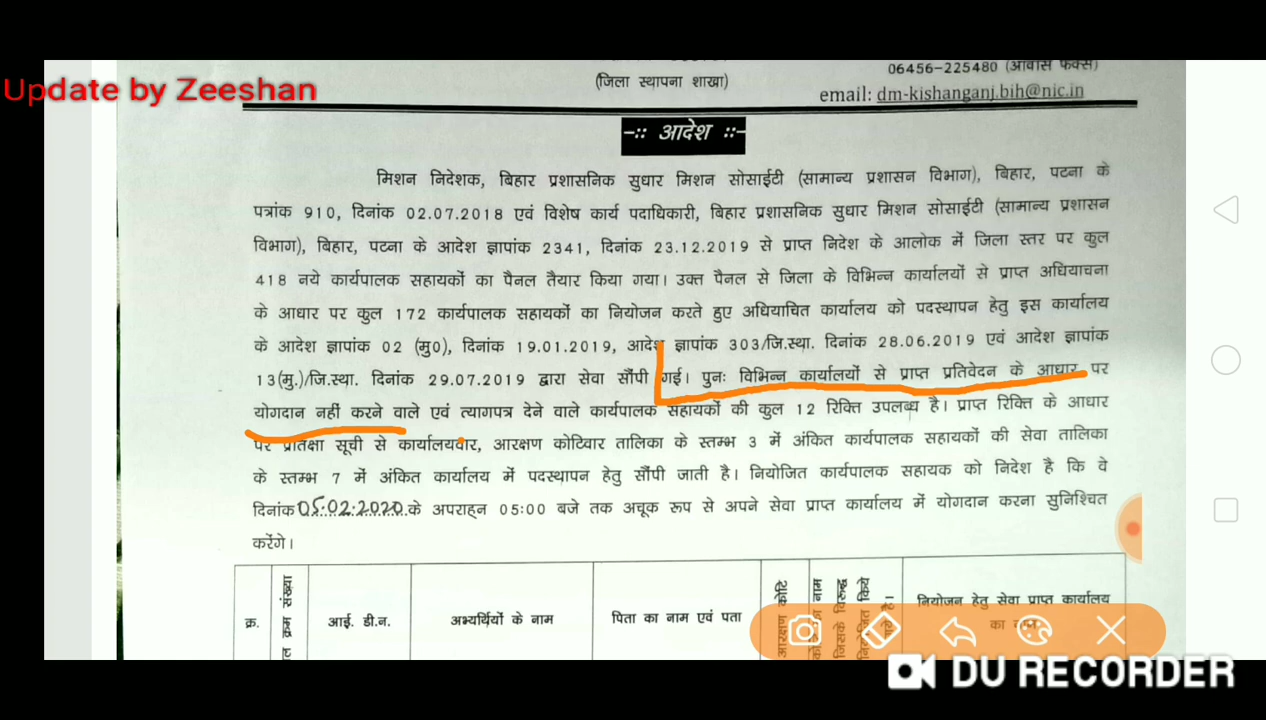 Update by Zeeshan
(जिला स्थापना शाखा)
06456-225480 (आवास फैक्स)
email: dm-kishanganj.bih@nic.in
-:: आदेश ::-
मिशन निदेशक, बिहार प्रशासनिक सुधार मिशन सोसाईटी (सामान्य प्रशासन विभाग), बिहार, पटना के
पत्रांक 910, दिनांक 02.07.2018 एवं विशेष कार्य पदाधिकारी, बिहार प्रशासनिक सुधार मिशन सोसाईटी (सामान्य प्रशासन
विभाग), बिहार, पटना के आदेश ज्ञापांक 2341, दिनांक 23.12.2019 से प्राप्त निदेश के आलोक में जिला स्तर पर कुल
418 नये कार्यपालक सहायकों का पैनल तैयार किया गया। उक्त पैनल से जिला के विभिन्न कार्यालयों से प्राप्त अधियाचना
के आधार पर कुल 172 कार्यपालक सहायकों का नियोजन करते हुए अधियाचित कार्यालय को पदस्थापन हेतु इस कार्यालय
के आदेश ज्ञापांक 02 (मु0), दिनांक 19.01.2019, आदेश ज्ञापांक 303/जि.स्था. दिनांक 28.06.2019 एवं आदेश ज्ञापांक
13(मु.)/जि.स्था. दिनांक 29.07.2019 द्वारा सेवा सौंपी गई। पुनः विभिन्न कार्यालयों से प्राप्त प्रतिवेदन के आधार पर
योगदान नहीं करने वाले एवं त्यागपत्र देने वाले कार्यपालक सहायकों की कुल 12 रिक्ति उपलब्ध है। प्राप्त रिक्ति के आधार
पर प्रतिक्षा सूची से कार्यालयवार, आरक्षण कोटिवार तालिका के स्तम्भ 3 में अंकित कार्यपालक सहायकों की सेवा तालिका
के स्तम्भ 7 में अंकित कार्यालय में पदस्थापन हेतु सौंपी जाती है। नियोजित कार्यपालक सहायक को निदेश है कि वे
दिनांक 05.02.2020 के अपराह्न 05:00 बजे तक अचूक रूप से अपने सेवा प्राप्त कार्यालय में योगदान करना सुनिश्चित
करेंगे।
क्र.
क्रम संख्या
आई. डी.न.
अभ्यर्थियों के नाम
पिता का नाम एवं पता
आरक्षण कोटि
का नाम
जिसके विरुद्ध
नियोजित किये
गये है।
नियोजन हेतु सेवा प्राप्त कार्यालय
का
DU RECORDER